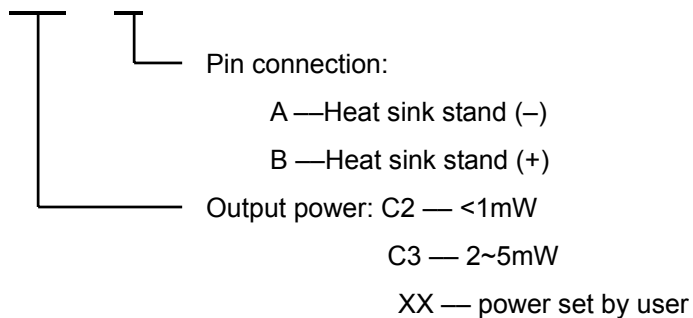 Pin connection:
A —Heat sink stand (–)
B —Heat sink stand (+)
Output power: C2 — <1mW
C3 — 2~5mW
XX — power set by user